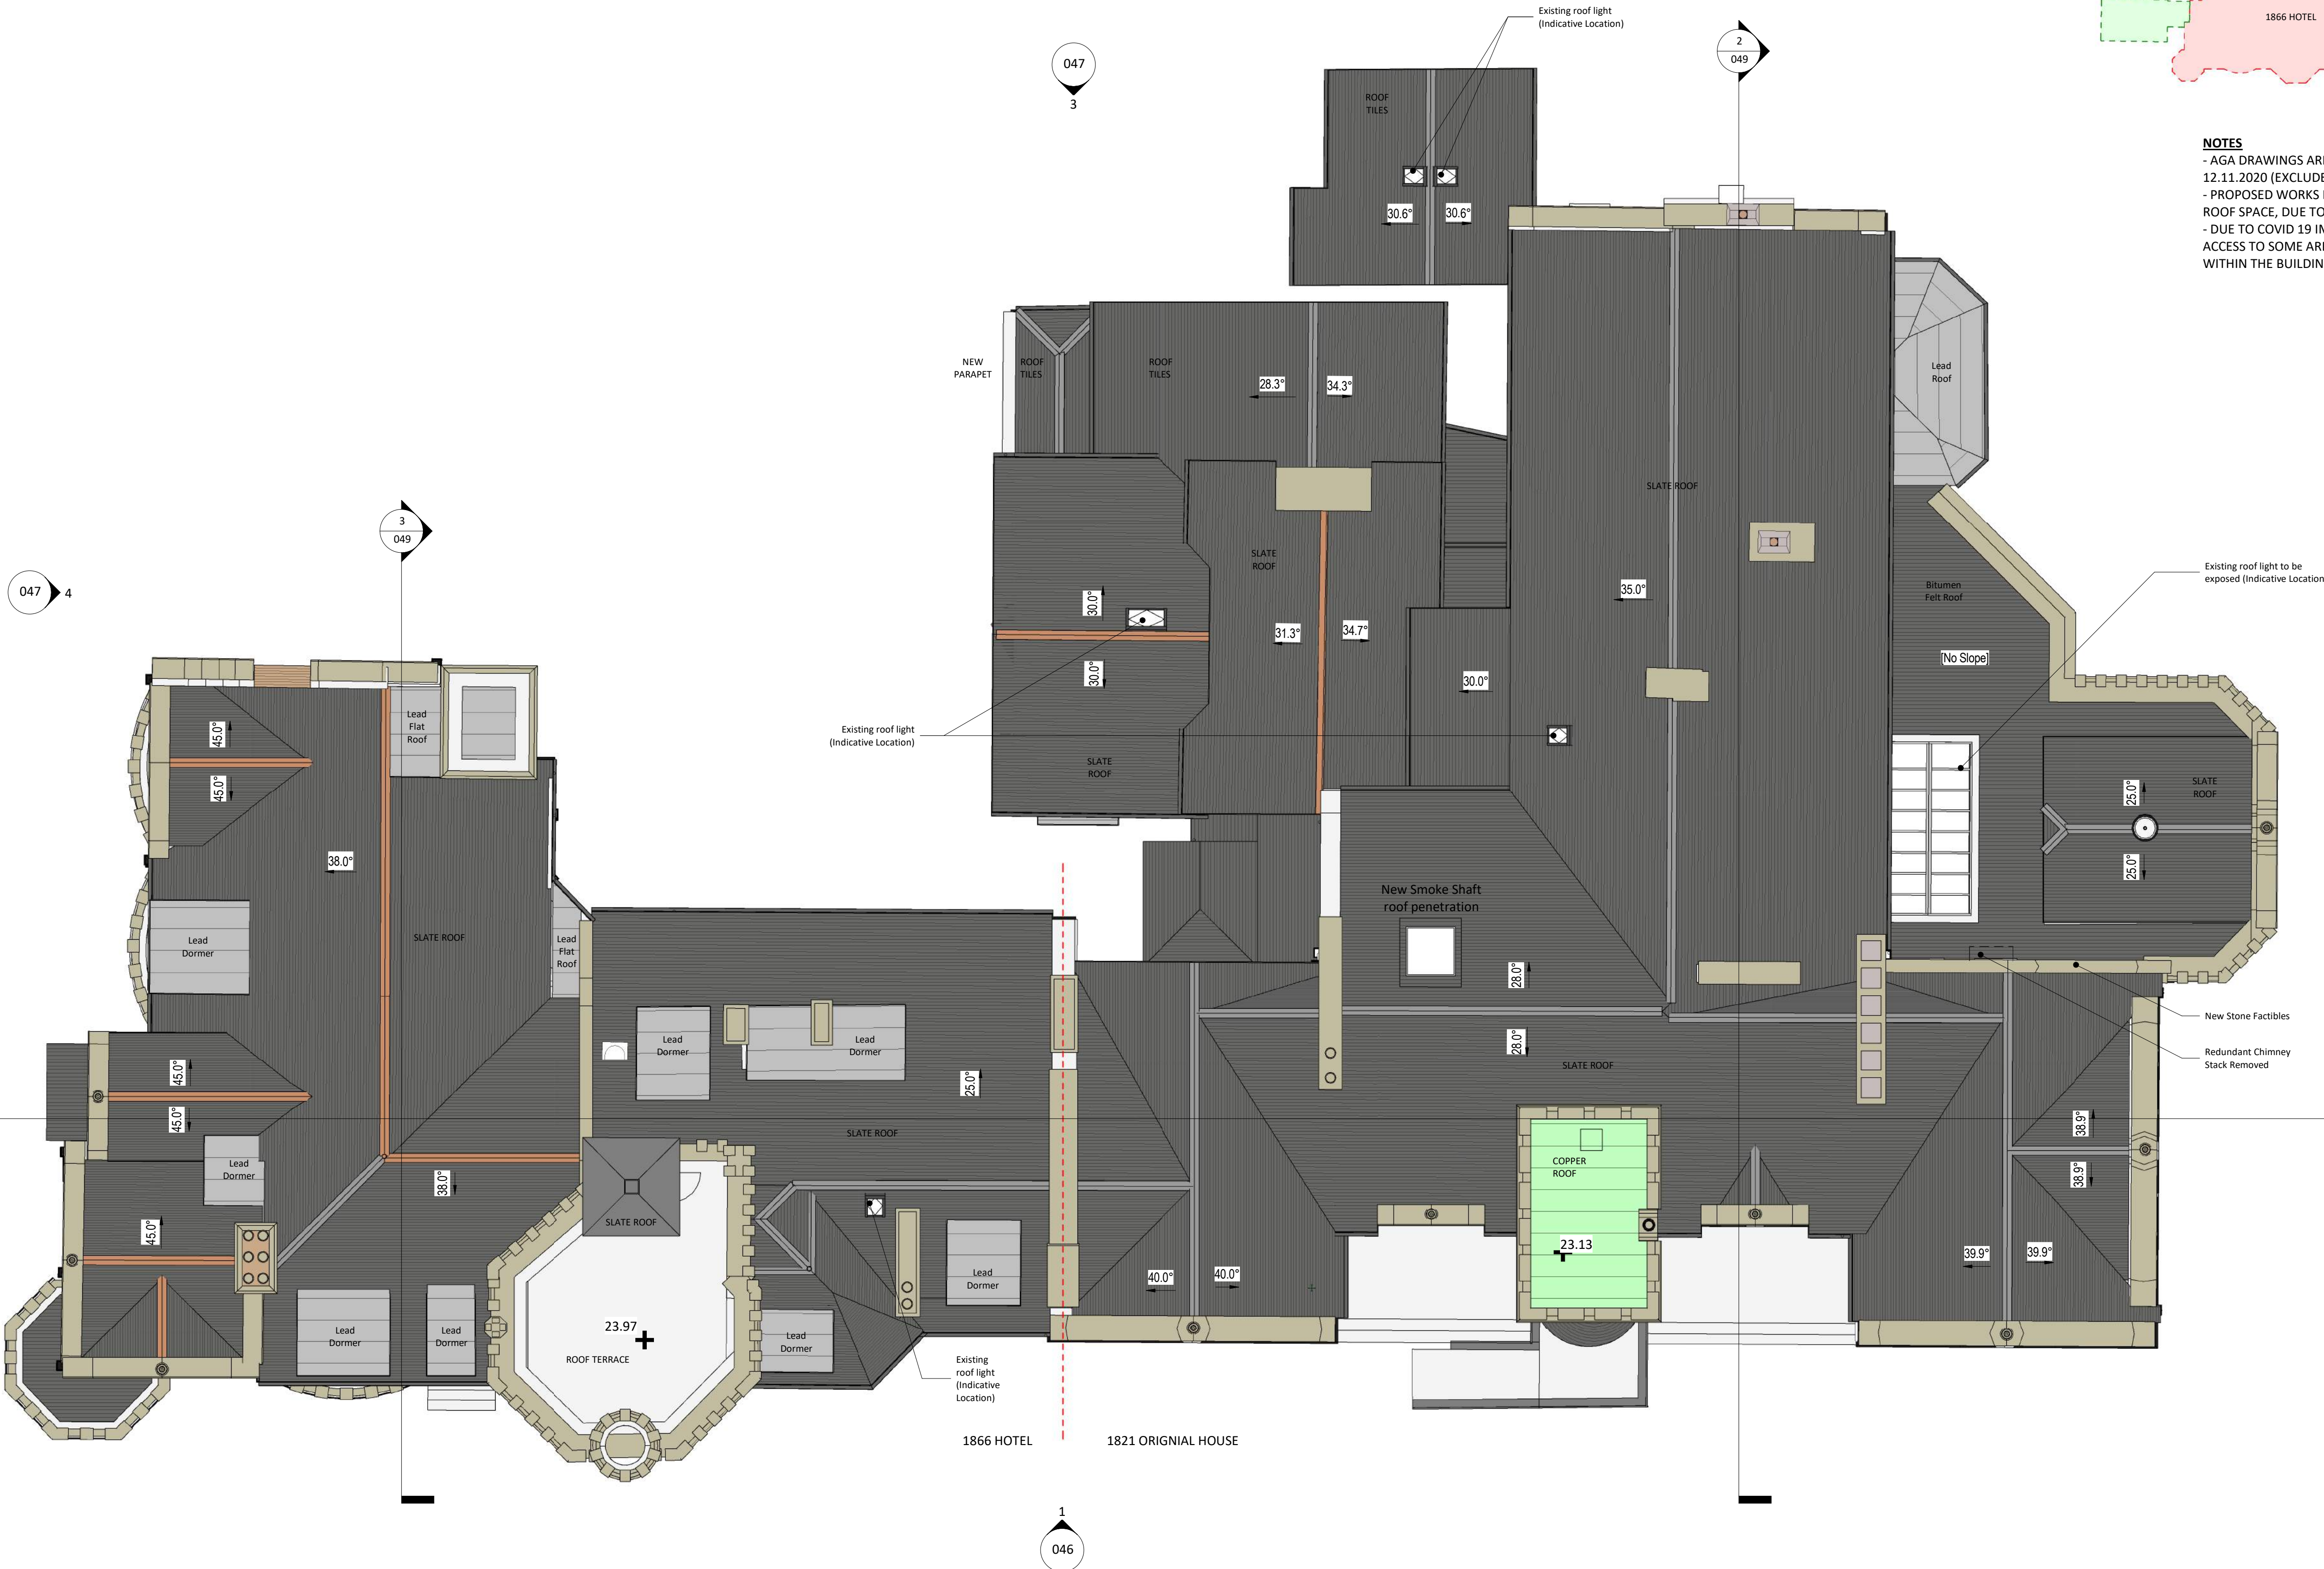 Existing roof light
(Indicative Location)
1866 HOTEL
047
3
2
049
NOTES
- AGA DRAWINGS
12.11.2020
- PROPOSED WORKS
ROOF SPACE, DUE TO
- DUE TO COVID 19
ACCESS TO SOME
WITHIN THE
ROOF
TILES
30.6°
30.6°
NEW
PARAPET
ROOF
TILES
ROOF
TILES
28.3°
34.3°
Lead
Roof
SLATE ROOF
3
049
047
4
SLATE
ROOF
30.0°
30.0°
31.3°
34.7°
35.0°
30.0°
Bitumen
Felt Roof
[No Slope]
Existing roof light to be
exposed (Indicative Location
Existing roof light
(Indicative Location)
SLATE
ROOF
Lead
Flat
Roof
45.0°
45.0°
38.0°
25.0°
25.0°
SLATE
ROOF
New Smoke Shaft
roof penetration
Lead
Dormer
SLATE ROOF
Lead
Flat
Roof
28.0°
28.0°
New Stone Factibles
Redundant Chimney
Stack Removed
Lead
Dormer
Lead
Dormer
45.0°
45.0°
25.0°
SLATE ROOF
SLATE ROOF
38.9°
38.9°
Lead
Dormer
38.0°
45.0°
SLATE ROOF
COPPER
ROOF
23.13
39.9°
39.9°
40.0°
40.0°
Lead
Dormer
Lead
Dormer
Lead
Dormer
23.97
ROOF TERRACE
Lead
Dormer
Existing
roof light
(Indicative
Location)
1866 HOTEL
1821 ORIGNIAL HOUSE
1
046